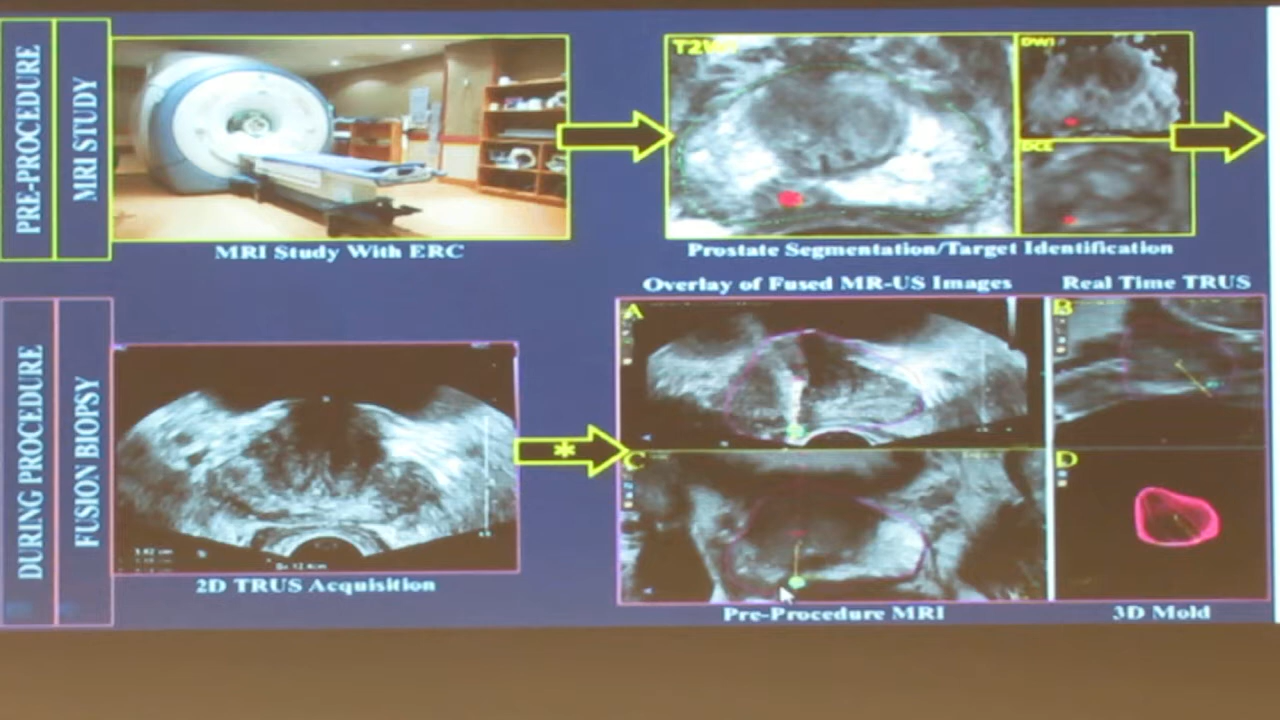 PRE-PROCEDURE
MRI STUDY
MRI Study With ERC
T2W
DWI
DCE
Prostate Segmentation/Target Identification
DURING PROCEDURE
FUSION BIOPSY
2D TRUS Acquisition
*
Overlay of Fused MR-US Images
Real Time TRUS
A
B
C
D
Pre-Procedure MRI
3D Mold